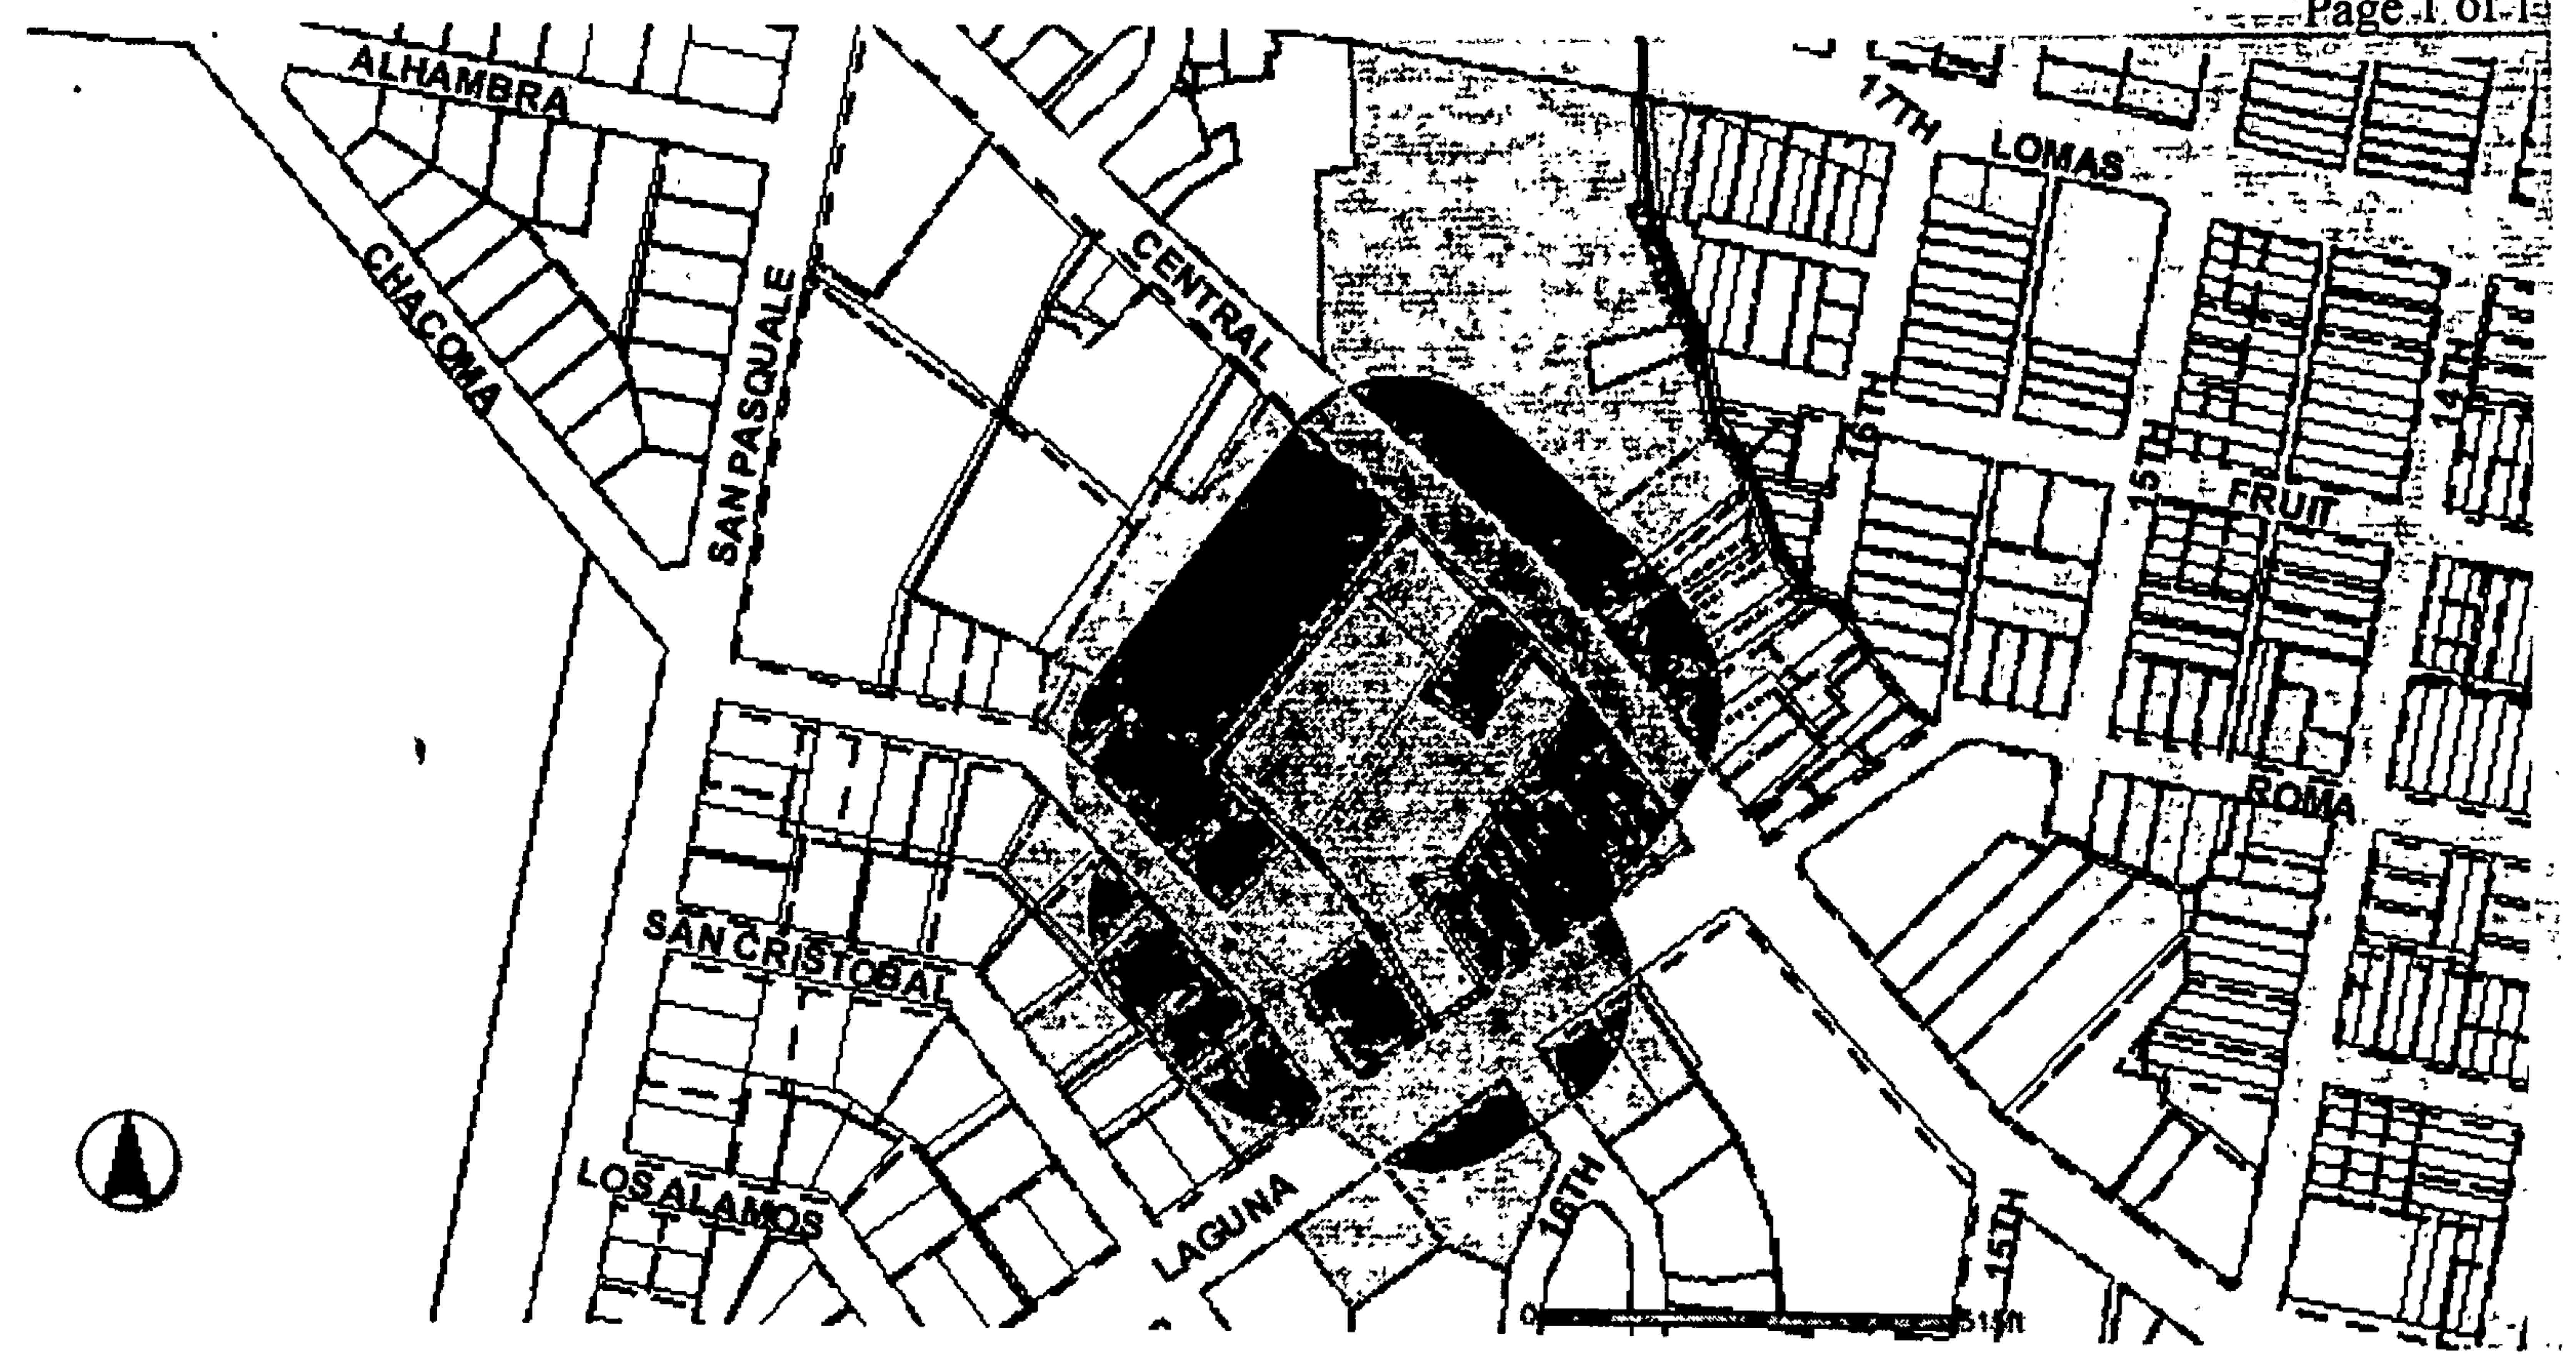 Page 1 of 1
ALHAMBRA
17TH
LOMAS
CHACOMA
CENTRAL
SAN PASQUALE
16TH
15TH
14TH
FRUIT
ROMA
SAN CRISTOBAL
LOS ALAMOS
LAGUNA
16TH
15TH
0